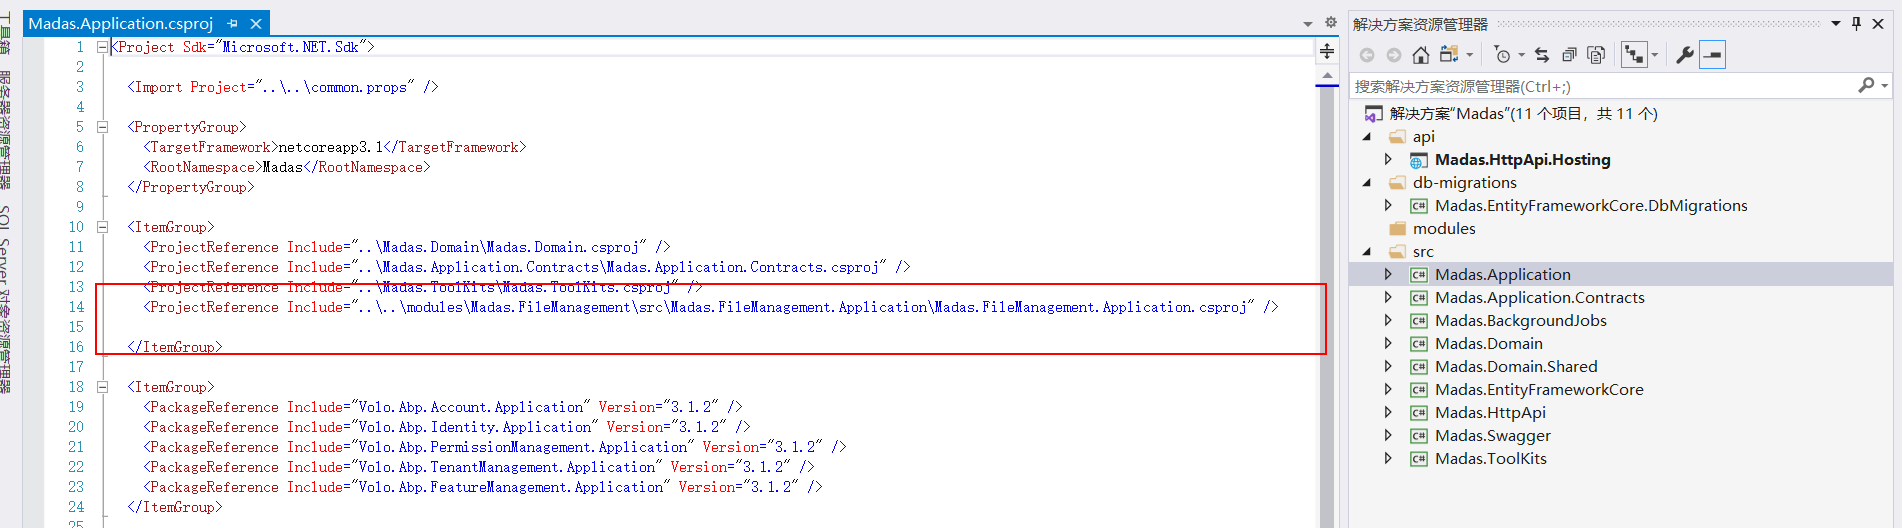 工具箱
服务器资源管理器
SQL Server 对象资源管理器
Madas.Application.csproj
1 <Project Sdk="Microsoft.NET.Sdk">
2
3 <Import Project="..\..\common.props" />
4
5 <PropertyGroup>
6 <TargetFramework>netcoreapp3.1</TargetFramework>
7 <RootNamespace>Madas</RootNamespace>
8 </PropertyGroup>
9
10 <ItemGroup>
11 <ProjectReference Include="..\Madas.Domain\Madas.Domain.csproj" />
12 <ProjectReference Include="..\Madas.Application.Contracts\Madas.Application.Contracts.csproj" />
13 <ProjectReference Include="..\Madas.ToolKits\Madas.ToolKits.csproj" />
14 <ProjectReference Include="..\..\modules\Madas.FileManagement\src\Madas.FileManagement.Application\Madas.FileManagement.Application.csproj" />
15
16 </ItemGroup>
17
18 <ItemGroup>
19 <PackageReference Include="Volo.Abp.Account.Application" Version="3.1.2" />
20 <PackageReference Include="Volo.Abp.Identity.Application" Version="3.1.2" />
21 <PackageReference Include="Volo.Abp.PermissionManagement.Application" Version="3.1.2" />
22 <PackageReference Include="Volo.Abp.TenantManagement.Application" Version="3.1.2" />
23 <PackageReference Include="Volo.Abp.FeatureManagement.Application" Version="3.1.2" />
24 </ItemGroup>
25
解决方案资源管理器
搜索解决方案资源管理器(Ctrl+;)
解决方案"Madas"(11 个项目，共 11 个)
api
Madas.HttpApi.Hosting
db-migrations
C# Madas.EntityFrameworkCore.DbMigrations
modules
src
C# Madas.Application
C# Madas.Application.Contracts
C# Madas.BackgroundJobs
C# Madas.Domain
C# Madas.Domain.Shared
C# Madas.EntityFrameworkCore
C# Madas.HttpApi
C# Madas.Swagger
C# Madas.ToolKits